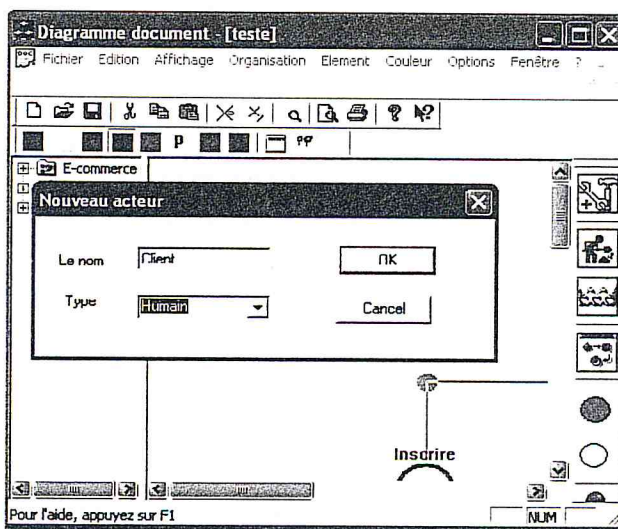 Diagramme document - [teste]
Fichier Edition Affichage Organisation Element Couleur Options Fenêtre ?
P
E-commerce
Nouveau acteur
Le nom Client OK
Type Humain Cancel
Inscrire
Pour l'aide, appuyez sur F1 NUM